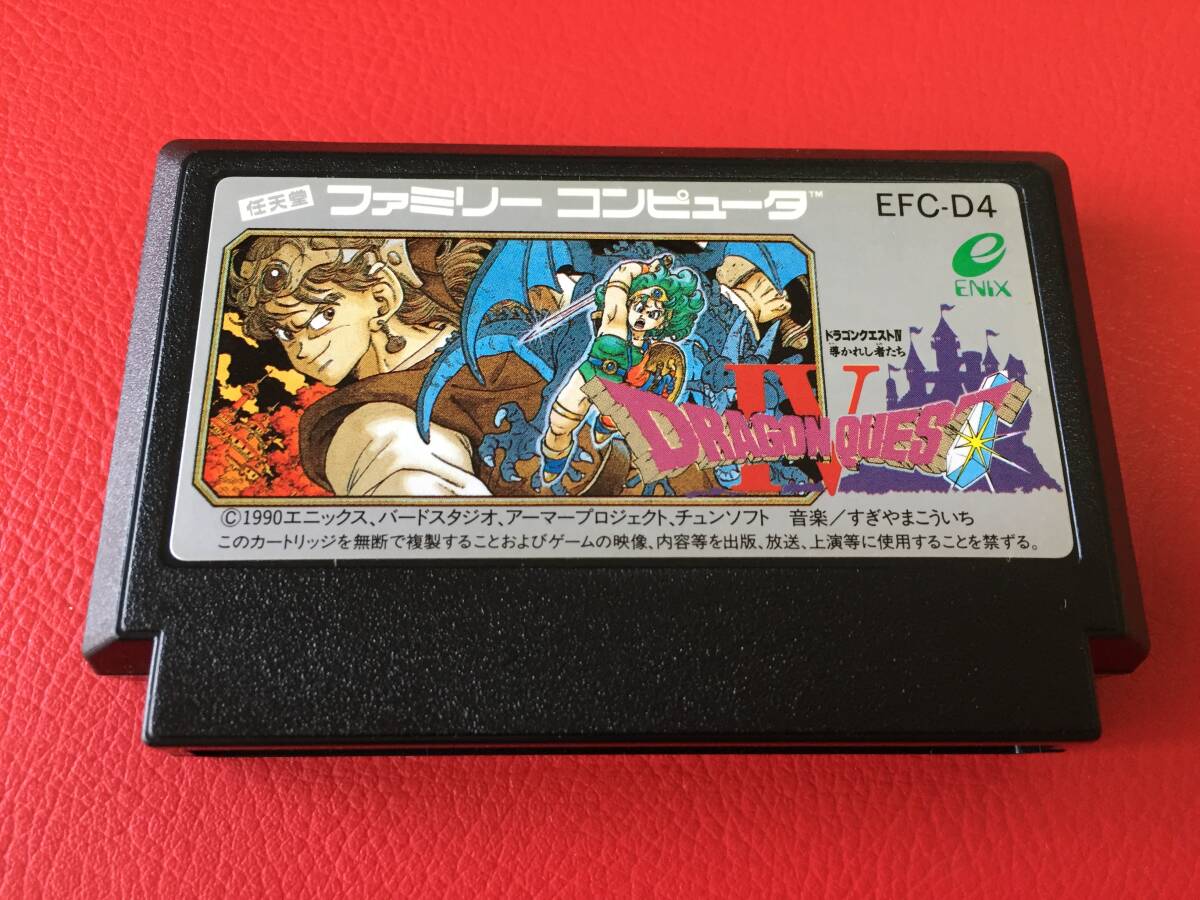 任天堂 ファミリー コンピュータ™ EFC-D4
e
ENIX
ドラゴンクエストIV
導かれし者たち
IV
DRAGON QUEST
©1990エニックス、バードスタジオ、アーマープロジェクト、チュンソフト 音楽/すぎやまこういち
このカートリッジを無断で複製することおよびゲームの映像、内容等を出版、放送、上演等に使用することを禁ずる。